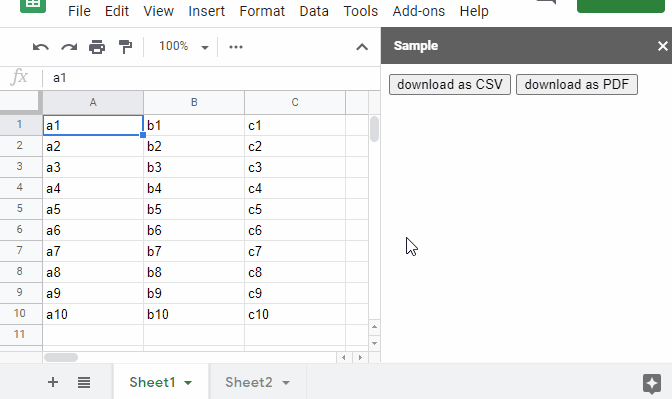 File Edit View Insert Format Data Tools Add-ons Help
100%
Sample
fx a1
download as CSV download as PDF
A B C
1 a1 b1 c1
2 a2 b2 c2
3 a3 b3 c3
4 a4 b4 c4
5 a5 b5 c5
6 a6 b6 c6
7 a7 b7 c7
8 a8 b8 c8
9 a9 b9 c9
10 a10 b10 c10
11
Sheet1 Sheet2